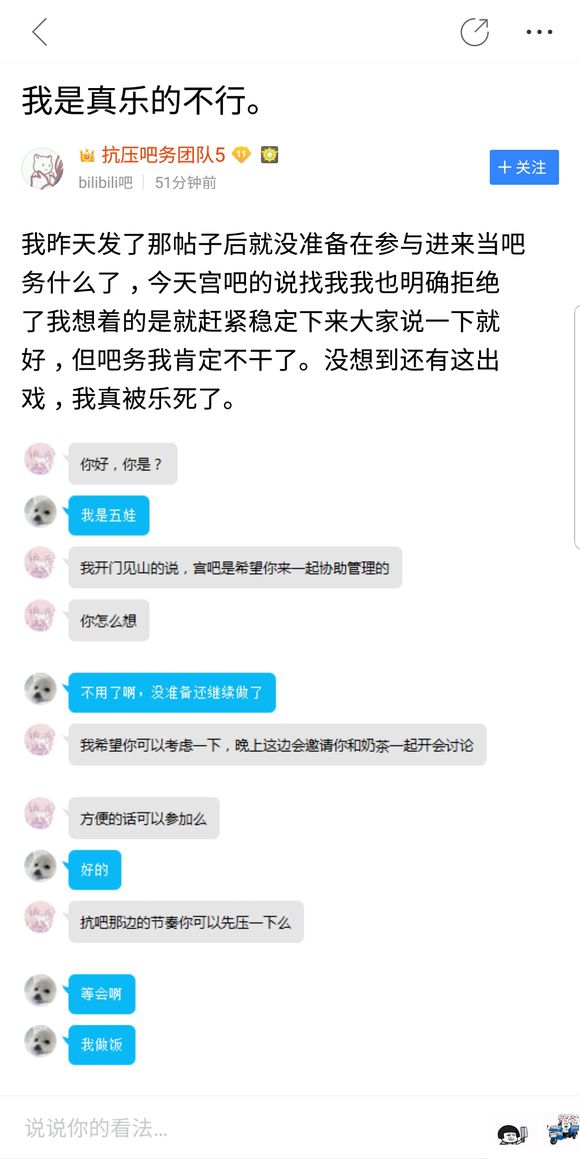 我是真乐的不行。
抗压吧务团队5 11
bilibili吧 51分钟前
+ 关注
我昨天发了那帖子后就没准备在参与进来当吧
务什么了，今天宫吧的说找我我也明确拒绝
了我想着的是就赶紧稳定下来大家说一下就
好，但吧务我肯定不干了。没想到还有这出
戏，我真被乐死了。
你好，你是？
我是五娃
我开门见山的说，宫吧是希望你来一起协助管理的
你怎么想
不用了啊，没准备还继续做了
我希望你可以考虑一下，晚上这边会邀请你和奶茶一起开会讨论
方便的话可以参加么
好的
抗吧那边的节奏你可以先压一下么
等会啊
我做饭
说说你的看法...